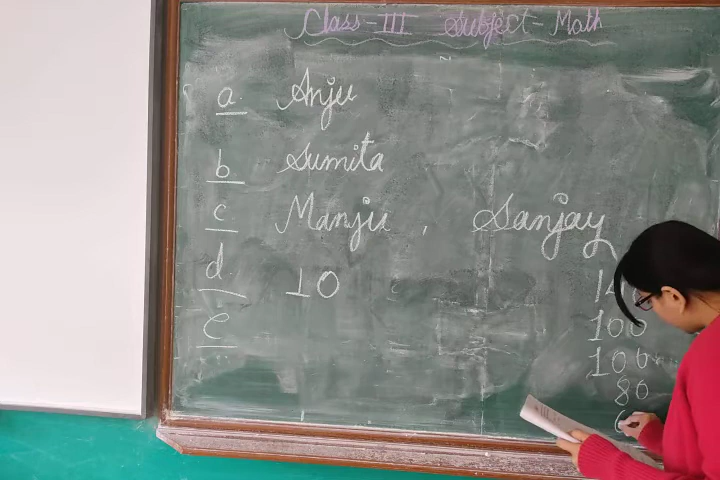 Class-III Subject-Math
a. Anju
b Sumita
c. Manju, Sanjay
d. 10
e
100
100
80